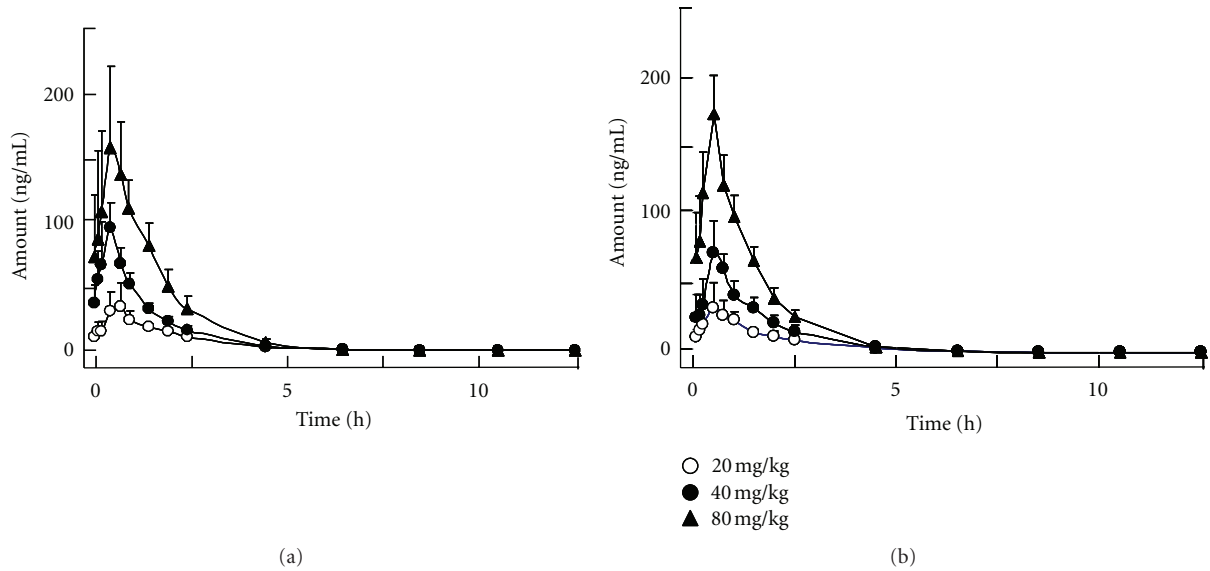 200
100
0
Amount (ng/mL)
0 5 10
Time (h)
(a)
200
100
0
Amount (ng/mL)
0 5 10
Time (h)
20 mg/kg
40 mg/kg
80 mg/kg
(b)